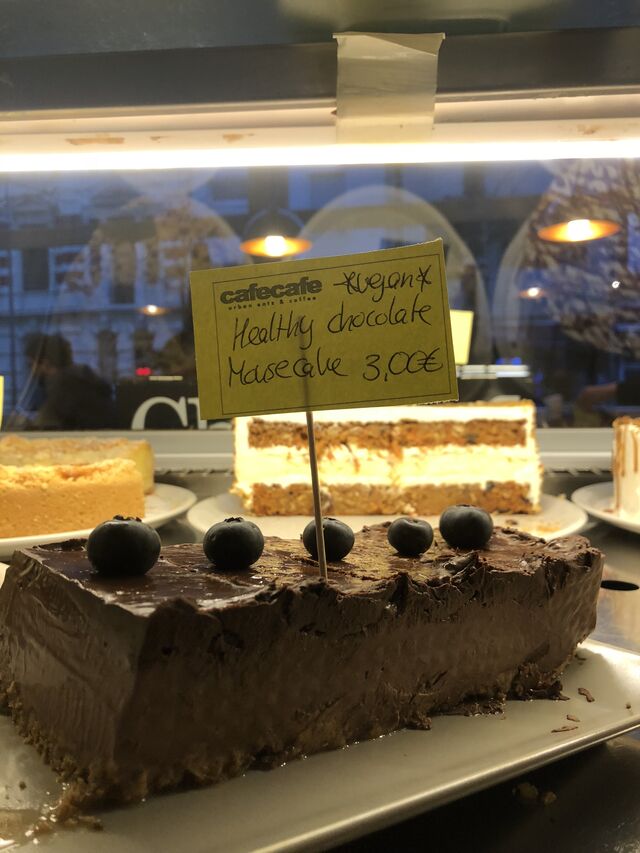 cafecafe *vegan*
urban eats & coffee
Healthy chocolate
Mousecake 3,00€